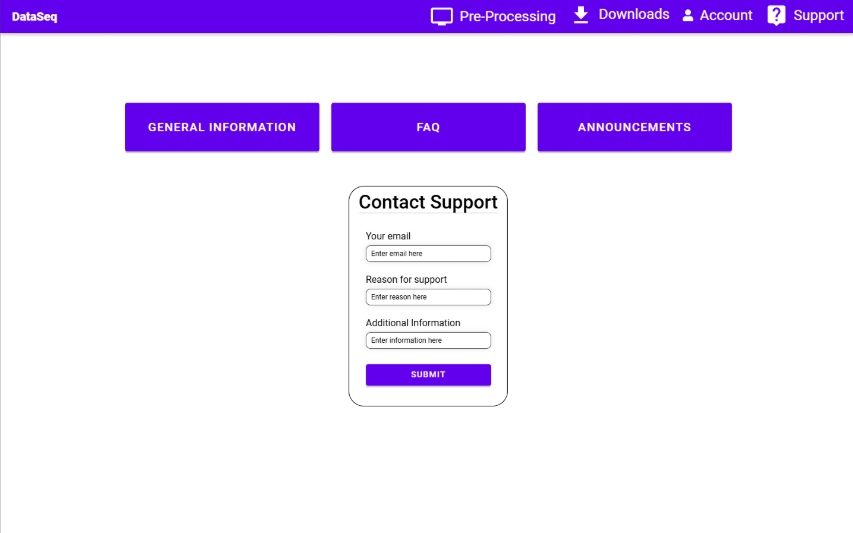 DataSeq
Pre-Processing
Downloads
Account
Support
GENERAL INFORMATION
FAQ
ANNOUNCEMENTS
Contact Support
Your email
Enter email here
Reason for support
Enter reason here
Additional Information
Enter information here
SUBMIT